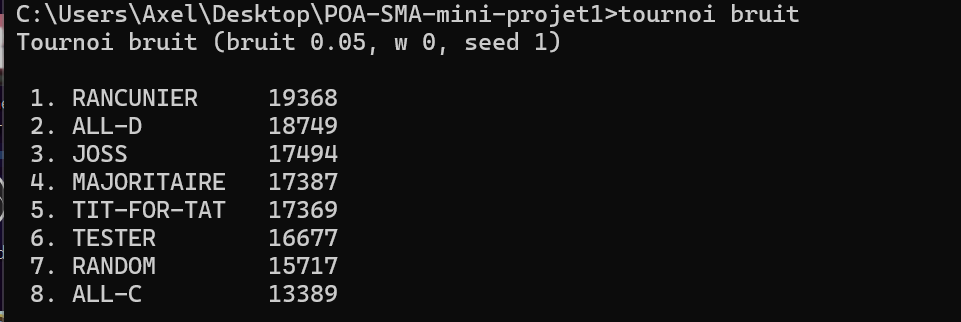 C:\Users\Axel\Desktop\POA-SMA-mini-projet1>tournoi bruit
Tournoi bruit (bruit 0.05, w 0, seed 1)
1. RANCUNIER 19368
2. ALL-D 18749
3. JOSS 17494
4. MAJORITAIRE 17387
5. TIT-FOR-TAT 17369
6. TESTER 16677
7. RANDOM 15717
8. ALL-C 13389